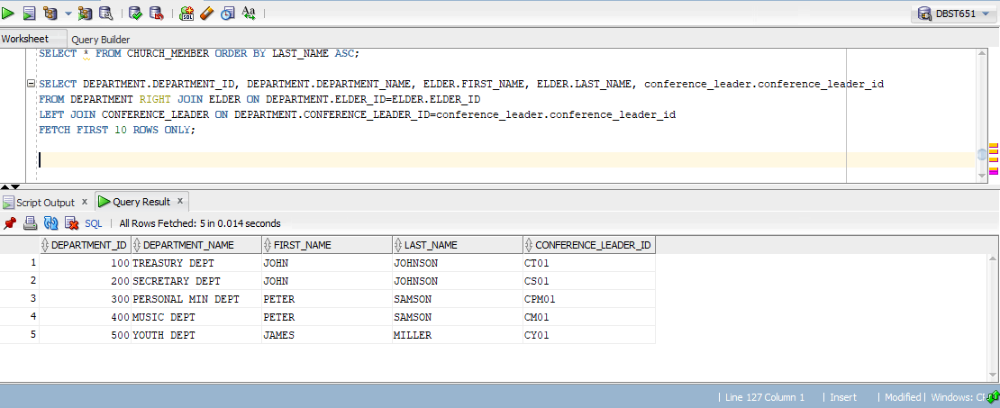 DBST651
Worksheet Query Builder
SELECT * FROM CHURCH_MEMBER ORDER BY LAST_NAME ASC;
SELECT DEPARTMENT.DEPARTMENT_ID, DEPARTMENT.DEPARTMENT_NAME, ELDER.FIRST_NAME, ELDER.LAST_NAME, conference_leader.conference_leader_id
FROM DEPARTMENT RIGHT JOIN ELDER ON DEPARTMENT.ELDER_ID=ELDER.ELDER_ID
LEFT JOIN CONFERENCE_LEADER ON DEPARTMENT.CONFERENCE_LEADER_ID=conference_leader.conference_leader_id
FETCH FIRST 10 ROWS ONLY;
Script Output x Query Result x
SQL | All Rows Fetched: 5 in 0.014 seconds
DEPARTMENT_ID DEPARTMENT_NAME FIRST_NAME LAST_NAME CONFERENCE_LEADER_ID
1 100 TREASURY DEPT JOHN JOHNSON CT01
2 200 SECRETARY DEPT JOHN JOHNSON CS01
3 300 PERSONAL MIN DEPT PETER SAMSON CPM01
4 400 MUSIC DEPT PETER SAMSON CM01
5 500 YOUTH DEPT JAMES MILLER CY01
| Line 127 Column 1 | Insert | Modified | Windows: